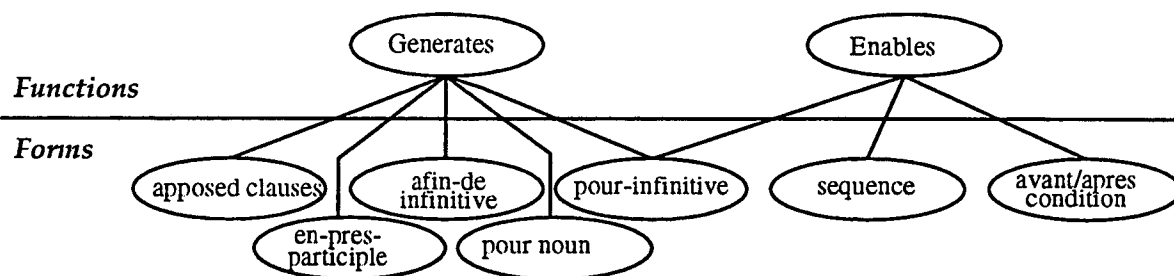 Generates
Enables
Functions
Forms
apposed clauses
afin-de
infinitive
pour-infinitive
sequence
avant/apres
condition
en-pres-
participle
pour noun